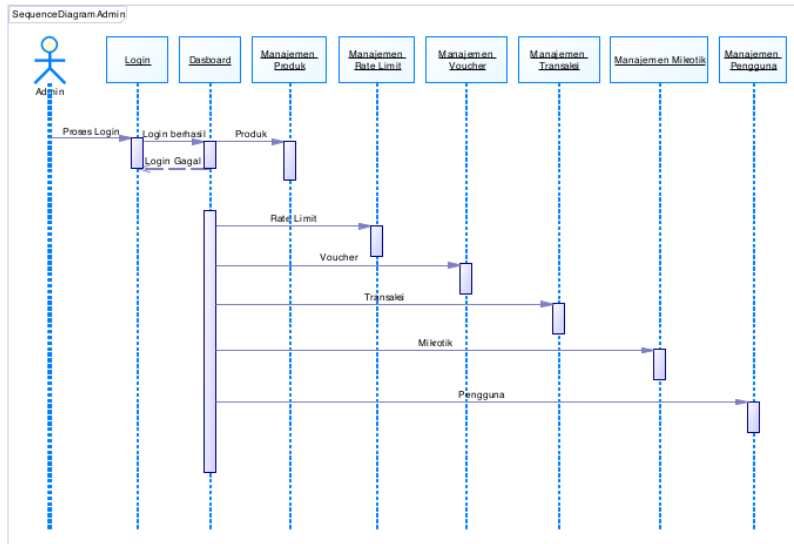 SequenceDiagramAdmin
Admin
Login
Dasboard
Manajemen
Produk
Manajemen
Rate Limit
Manajemen
Voucher
Manajemen
Transaksi
Manajemen Mikrotik
Manajemen
Pengguna
Proses Login
Login berhasil
Produk
Login Gagal
Rate Limit
Voucher
Transaksi
Mikrotik
Pengguna